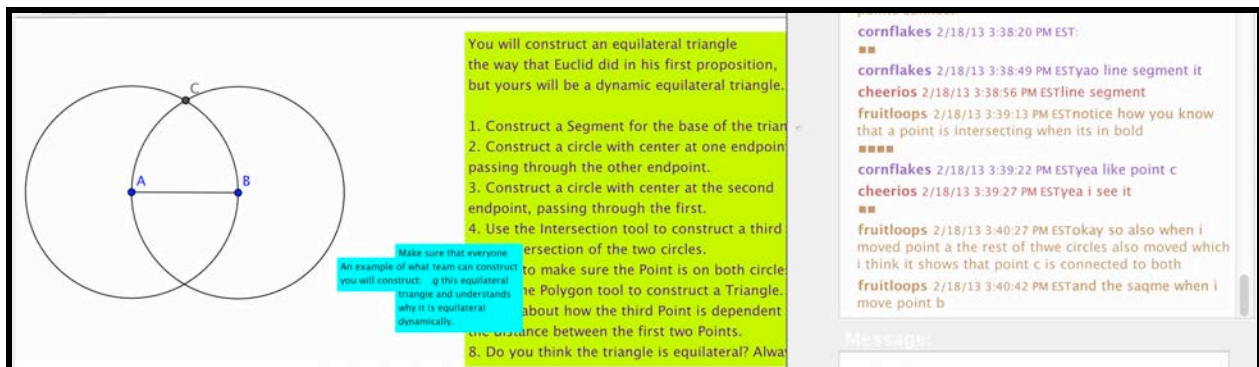 C
A
B
You will construct an equilateral triangle
the way that Euclid did in his first proposition,
but yours will be a dynamic equilateral triangle.
1. Construct a Segment for the base of the trian
2. Construct a circle with center at one endpoin
passing through the other endpoint.
3. Construct a circle with center at the second
endpoint, passing through the first.
4. Use the Intersection tool to construct a third
ersection of the two circles.
to make sure the Point is on both circle
he Polygon tool to construct a Triangle.
about how the third Point is dependent
the distance between the first two Points.
8. Do you think the triangle is equilateral? Alwa
Make sure that everyone
An example of what team can construct
you will construct: .g this equilateral
triangle and understands
why it is equilateral
dynamically.
cornflakes 2/18/13 3:38:20 PM EST:
cornflakes 2/18/13 3:38:49 PM ESTyao line segment it
cheerios 2/18/13 3:38:56 PM ESTline segment
fruitloops 2/18/13 3:39:13 PM ESTnotice how you know
that a point is intersecting when its in bold
cornflakes 2/18/13 3:39:22 PM ESTyea like point c
cheerios 2/18/13 3:39:27 PM ESTyea i see it
fruitloops 2/18/13 3:40:27 PM ESTokay so also when i
moved point a the rest of thwe circles also moved which
i think it shows that point c is connected to both
fruitloops 2/18/13 3:40:42 PM ESTand the saqme when i
move point b
Message: